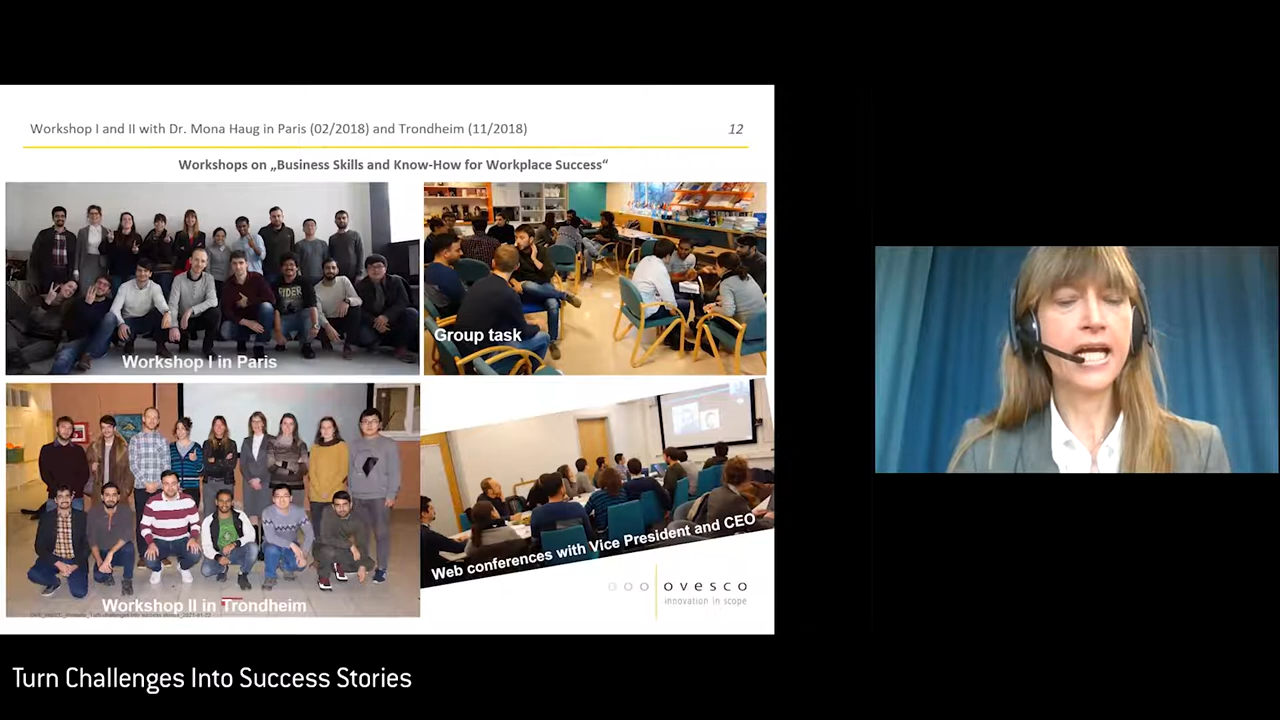 Workshop I and II with Dr. Mona Haug in Paris (02/2018) and Trondheim (11/2018)
12
Workshops on „Business Skills and Know-How for Workplace Success“
Workshop I in Paris
Group task
Workshop II in Trondheim
Web conferences with Vice President and CEO
ovesco
innovation in scope
Turn Challenges Into Success Stories